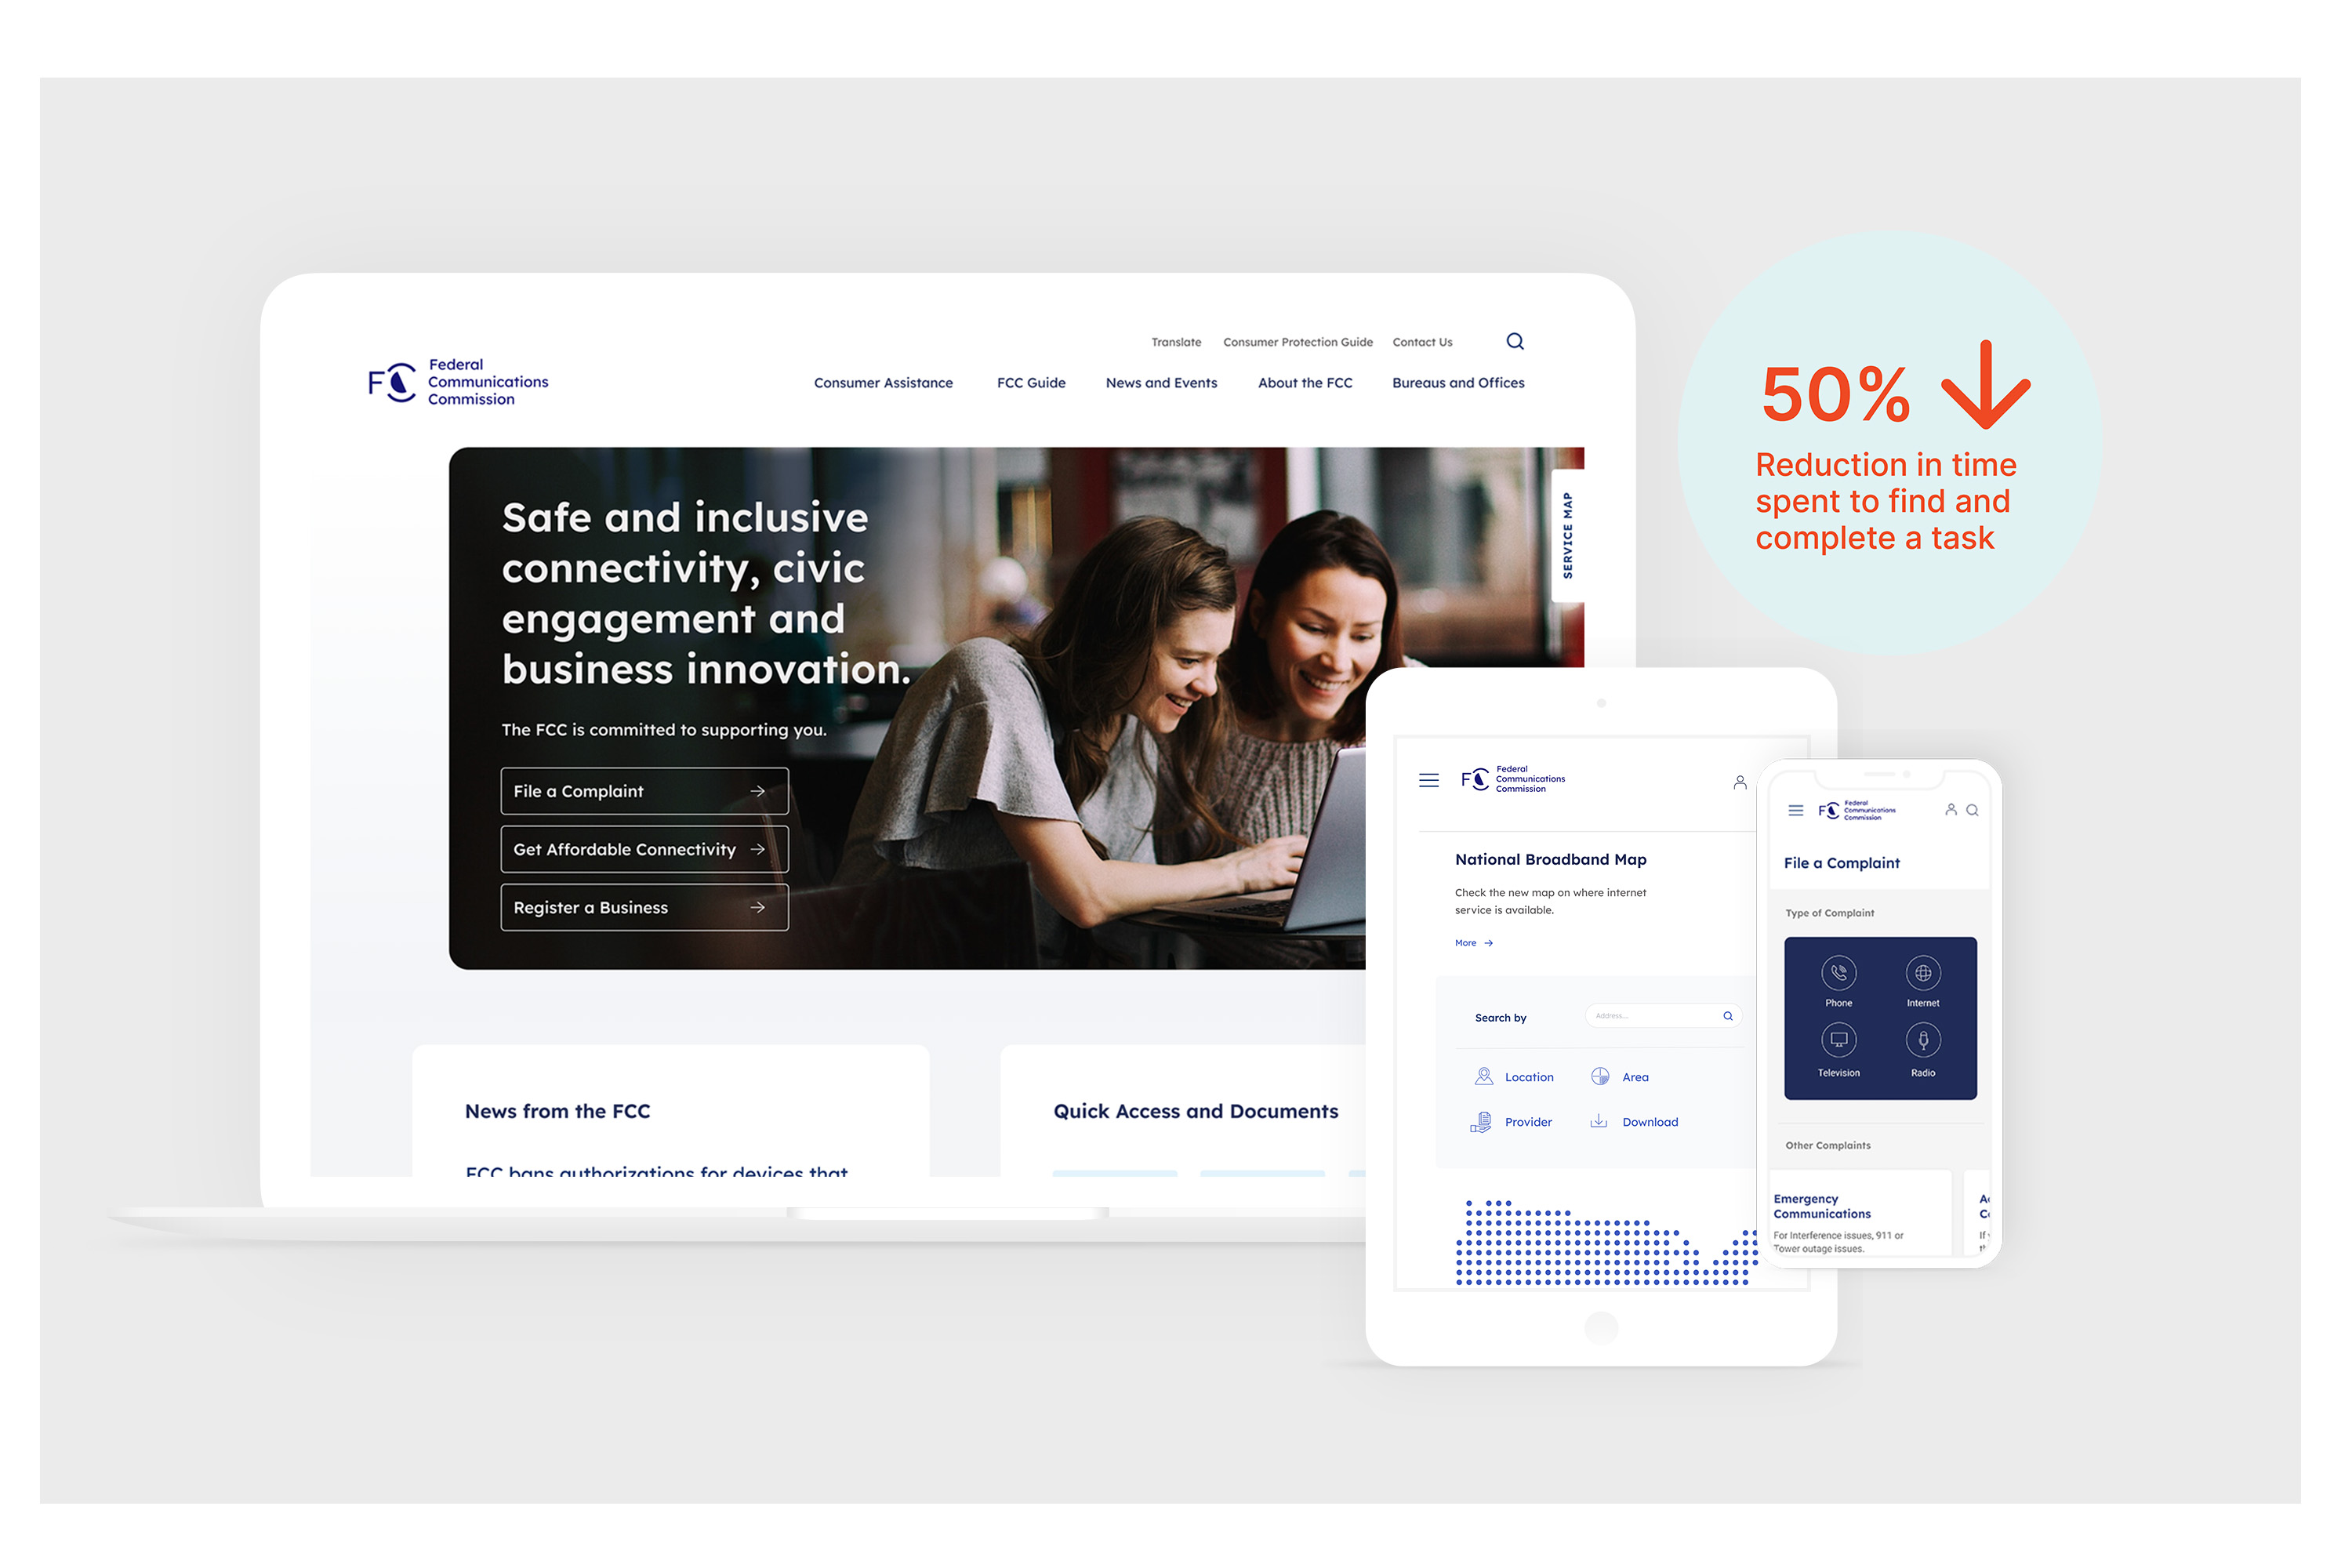 Translate Consumer Protection Guide Contact Us
FC
Federal
Communications
Commission
Consumer Assistance FCC Guide News and Events About the FCC Bureaus and Offices
Safe and inclusive
connectivity, civic
engagement and
business innovation.
The FCC is committed to supporting you.
File a Complaint
Get Affordable Connectivity
Register a Business
SERVICE MAP
News from the FCC
FCC bans authorizations for devices that
Quick Access and Documents
50%
Reduction in time
spent to find and
complete a task
FC
Federal
Communications
Commission
National Broadband Map
Check the new map on where internet
service is available.
More
Search by
Address...
Location Area
Provider Download
FC
Federal
Communications
Commission
File a Complaint
Type of Complaint
Phone Internet
Television Radio
Other Complaints
Emergency
Communications
For Interference issues, 911 or
Tower outage issues.
If